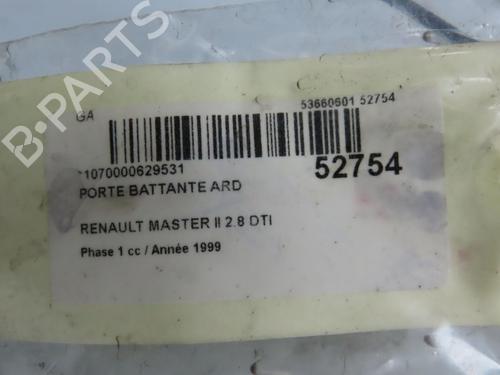 GA
53660601 52754
*1070000629531
52754
PORTE BATTANTE ARD
RENAULT MASTER II 2.8 DTI
Phase 1 cc / Année 1999
B-PARTS